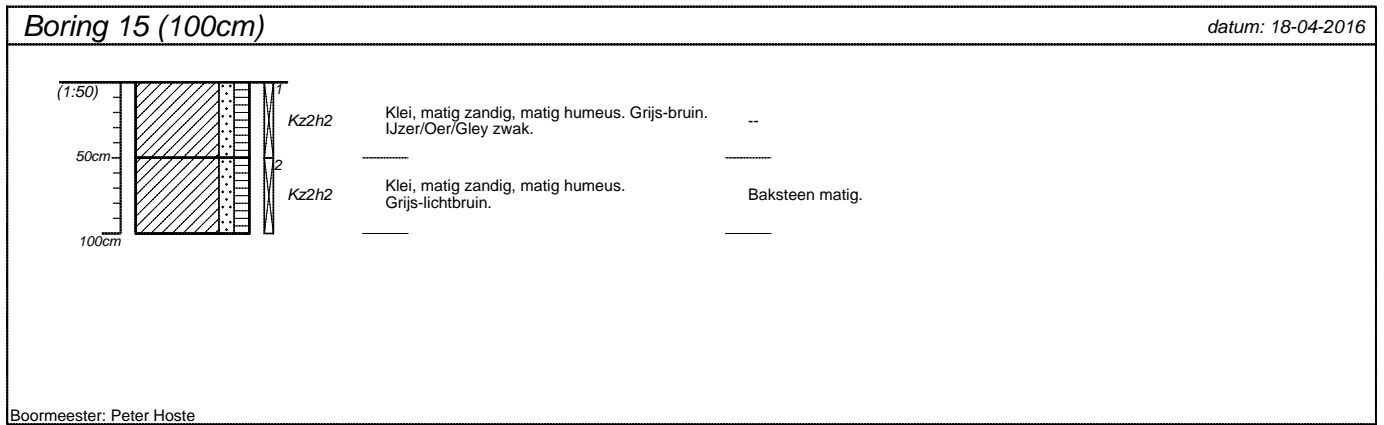 Boring 15 (100cm)
datum: 18-04-2016
(1:50)
1
Kz2h2
Klei, matig zandig, matig humeus. Grijs-bruin.
IJzer/Oer/Gley zwak.
--
50cm
2
Kz2h2
Klei, matig zandig, matig humeus.
Grijs-lichtbruin.
Baksteen matig.
100cm
Boormeester: Peter Hoste